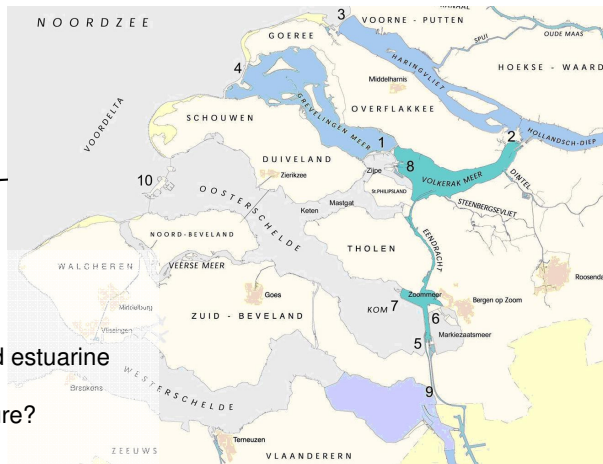 NOORDZEE
3
VOORNE - PUTTEN
SPUI
OUDE MAAS
GOEREE
HOEKSE - WAARD
4
HARINGVLIET
Middelharnis
GREVELINGEN MEER
OVERFLAKKEE
VOORDELTA
SCHOUWEN
1
2
HOLLANDSCH-DIEP
DUIVELAND
Zijpe
8
VOLKERAK MEER
DINTEL
10
Zierikzee
St.PHILIPSLAND
STEENBERGSEVLIET
OOSTERSCHELDE
Keten
Mastgat
EENDRACHT
NOORD-BEVELAND
THOLEN
WALCHEREN
VEERSE MEER
Roosenda
Zoommeer
Bergen op Zoom
Goes
KOM
7
6
Middelburg
ZUID - BEVELAND
Markiezaatsmeer
Vlissingen
5
d estuarine
WESTERSCHELDE
9
Breskens
re?
Terneuzen
ZEEUWS
VLAANDEREN